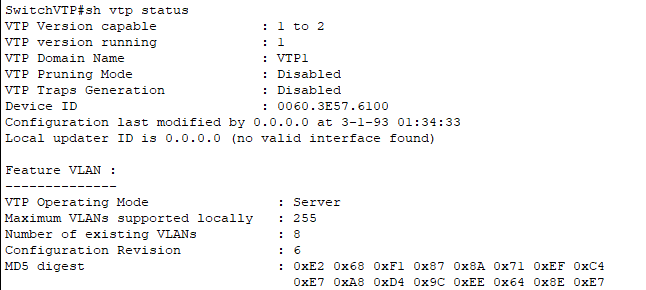 SwitchVTP#sh vtp status
VTP Version capable : 1 to 2
VTP version running : 1
VTP Domain Name : VTP1
VTP Pruning Mode : Disabled
VTP Traps Generation : Disabled
Device ID : 0060.3E57.6100
Configuration last modified by 0.0.0.0 at 3-1-93 01:34:33
Local updater ID is 0.0.0.0 (no valid interface found)
Feature VLAN :
--------------
VTP Operating Mode : Server
Maximum VLANs supported locally : 255
Number of existing VLANs : 8
Configuration Revision : 6
MD5 digest : 0xE2 0x68 0xF1 0x87 0x8A 0x71 0xEF 0xC4
0xE7 0xA8 0xD4 0x9C 0xEE 0x64 0x8E 0xE7